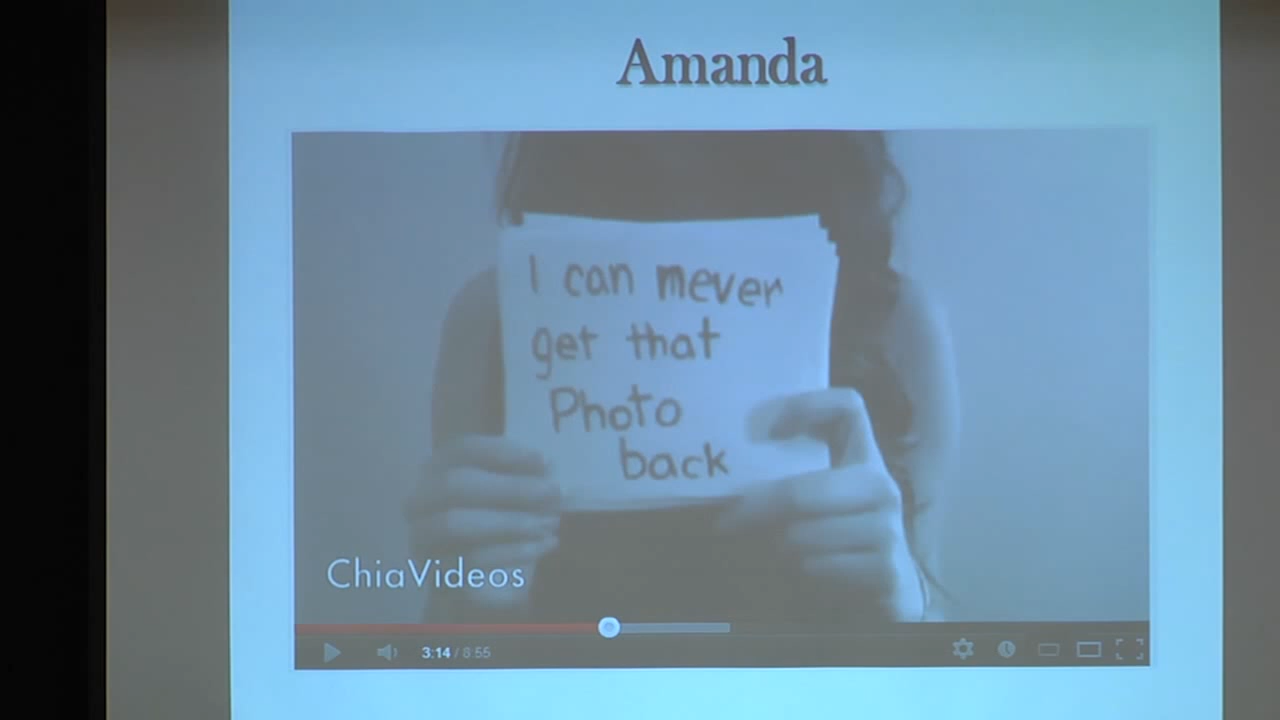 Amanda
I can mever
get that
Photo
back
ChiaVideos
3:14 / 8:55